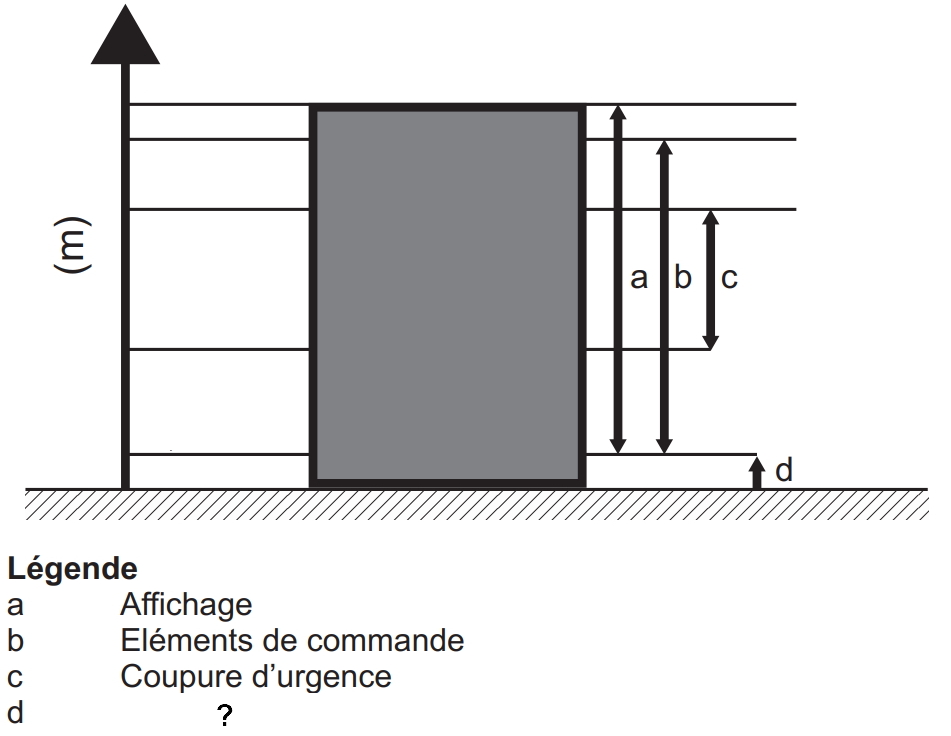 (m)
a b c
d
Légende
a Affichage
b Eléments de commande
c Coupure d'urgence
d ?